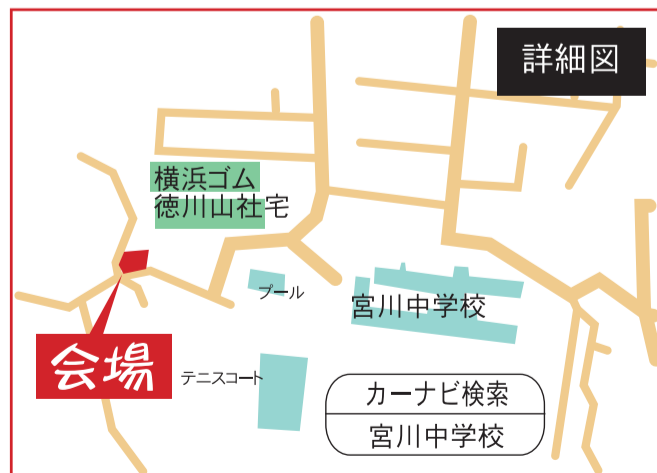 詳細図
横浜ゴム
徳川山社宅
プール
宮川中学校
会場
テニスコート
カーナビ検索
宮川中学校